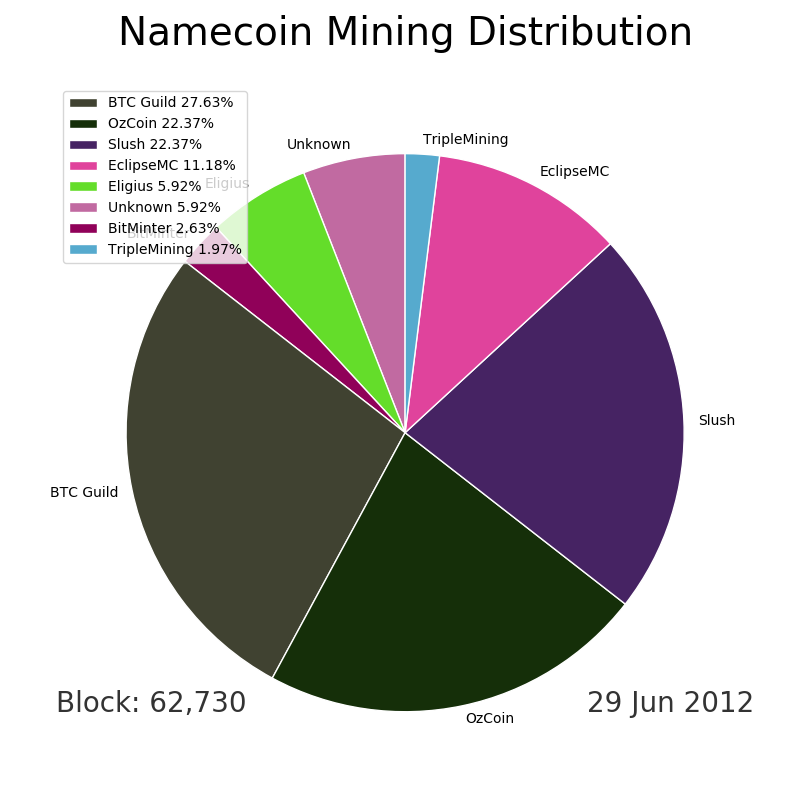 Namecoin Mining Distribution
BTC Guild 27.63%
OzCoin 22.37%
Slush 22.37%
EclipseMC 11.18%
Eligius 5.92%
Unknown 5.92%
BitMinter 2.63%
TripleMining 1.97%
TripleMining
Unknown
EclipseMC
Eligius
BitMinter
Slush
BTC Guild
OzCoin
Block: 62,730
29 Jun 2012